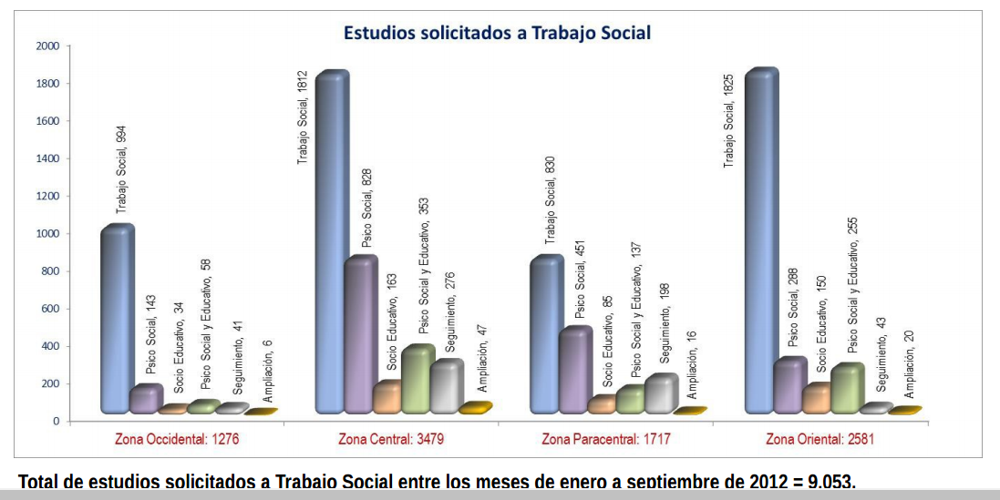 Estudios solicitados a Trabajo Social
2000
1800
1600
1400
1200
1000
800
600
400
200
0
Trabajo Social, 994
Psico Social, 143
Socio Educativo, 34
Psico Social y Educativo, 58
Seguimiento, 41
Ampliación, 6
Trabajo Social, 1812
Psico Social, 828
Socio Educativo, 163
Psico Social y Educativo, 353
Seguimiento, 276
Ampliación, 47
Trabajo Social, 830
Psico Social, 451
Socio Educativo, 85
Psico Social y Educativo, 137
Seguimiento, 198
Ampliación, 16
Trabajo Social, 1825
Psico Social, 288
Socio Educativo, 150
Psico Social y Educativo, 255
Seguimiento, 43
Ampliación, 20
Zona Occidental: 1276
Zona Central: 3479
Zona Paracentral: 1717
Zona Oriental: 2581
Total de estudios solicitados a Trabajo Social entre los meses de enero a septiembre de 2012 = 9,053.